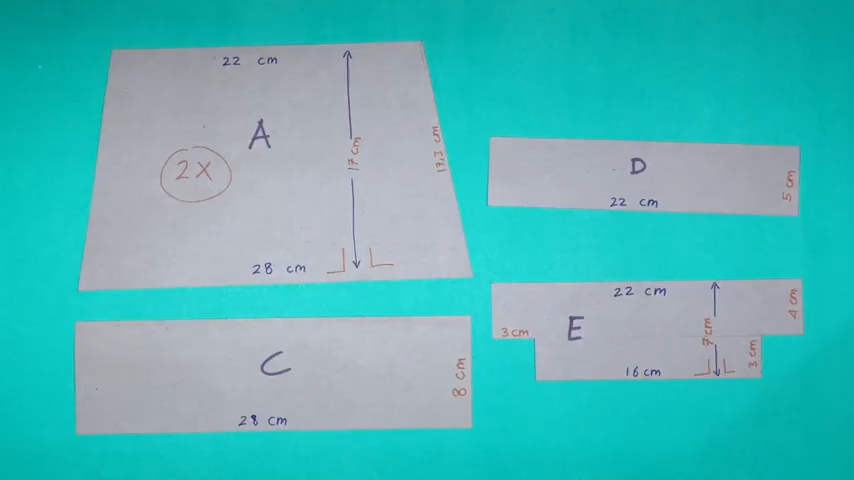 22 cm
A
2X
17 cm
17,3 cm
28 cm
C
8 cm
28 cm
D
22 cm
5 cm
22 cm
4 cm
3 cm
E
7 cm
3 cm
16 cm